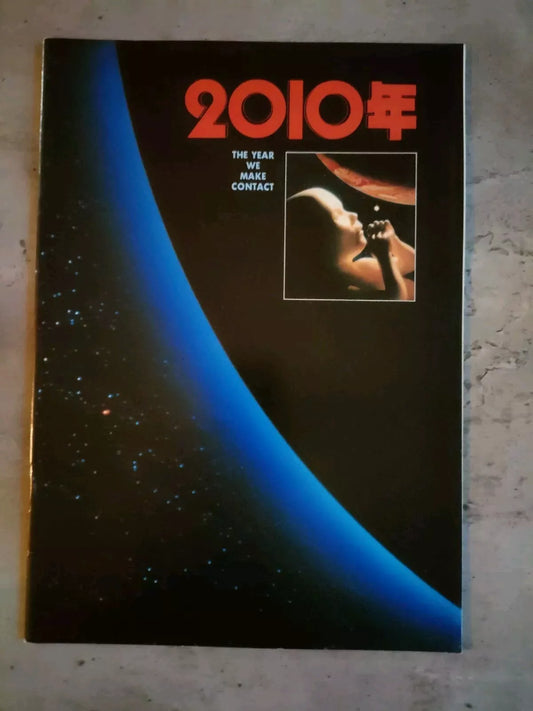 2010年
THE YEAR
WE
MAKE
CONTACT